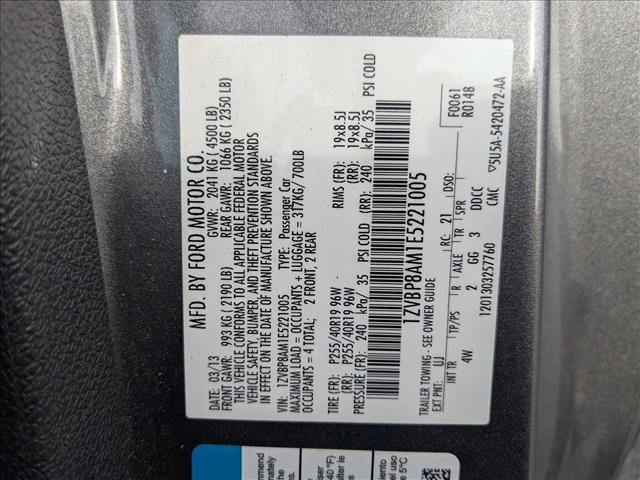 MFD. BY FORD MOTOR CO.
DATE: 03/13 GVWR: 2041 KG / 4500 LB)
FRONT GAWR: 993 KG (2190 LB) REAR GAWR: 1066 KG ( 2350 LB)
THIS VEHICLE CONFORMS TO ALL APPLICABLE FEDERAL MOTOR
VEHICLE SAFETY, BUMPER, AND THEFT PREVENTION STANDARDS
IN EFFECT ON THE DATE OF MANUFACTURE SHOWN ABOVE.
VIN: 1ZVBP8AM1E5221005 TYPE: Passenger Car
MAXIMUM LOAD = OCCUPANTS + LUGGAGE = 317KG/ 700LB
OCCUPANTS = 4 TOTAL; 2 FRONT, 2 REAR
TIRE (FR): P255/40R19 96W RIMS (FR): 19x8.5J
(RR): P255/40R19 96W (RR): 19x8.5J
PRESSURE (FR): 240 kPa/ 35 PSI COLD (RR): 240 kPa/ 35 PSI COLD
1ZVBP8AM1E5221005
TRAILER TOWING - SEE OWNER GUIDE
EXT PNT: UJ RC: 21 DSO: F0061
R0148
INT TR TP/PS R AXLE TR SPR
4W 2 GG 3 DDCC
1201303257760 CMC
▽5U5A-5420472-AA